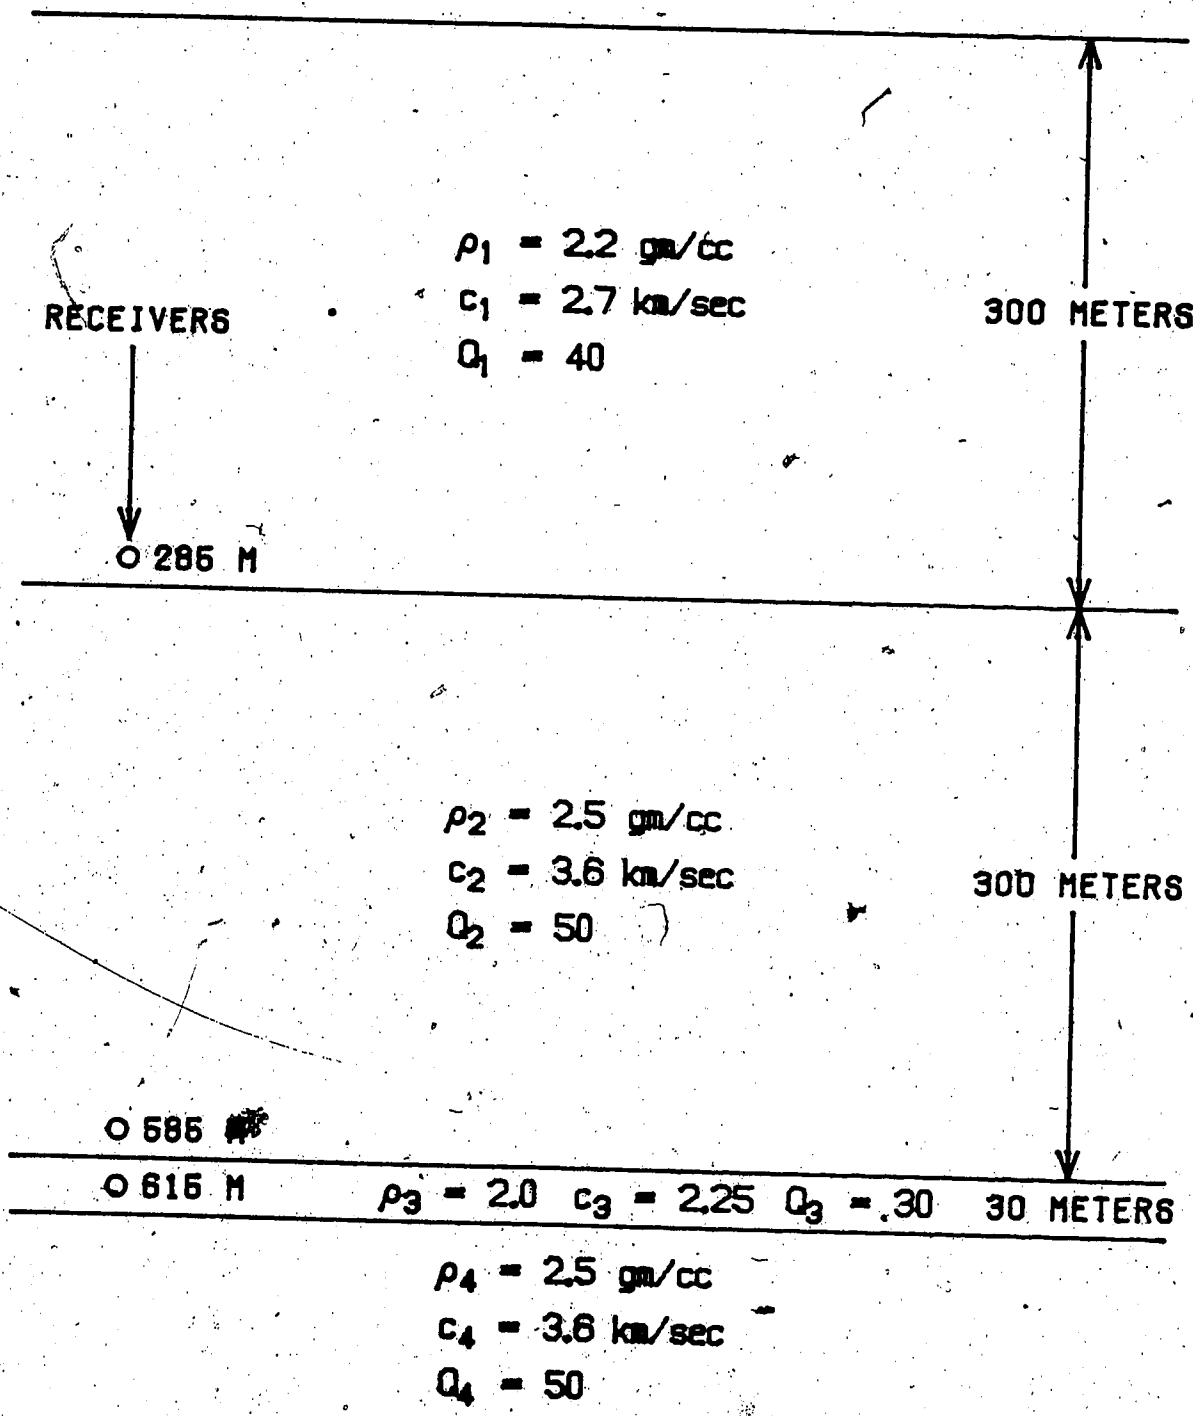 ρ1 = 2.2 gm/cc
c1 = 2.7 km/sec
Q1 = 40
RECEIVERS
300 METERS
O 285 M
ρ2 = 2.5 gm/cc
c2 = 3.6 km/sec
Q2 = 50
300 METERS
O 585
O 615 M
ρ3 = 2.0 c3 = 2.25 Q3 = .30 30 METERS
ρ4 = 2.5 gm/cc
c4 = 3.6 km/sec
Q4 = 50